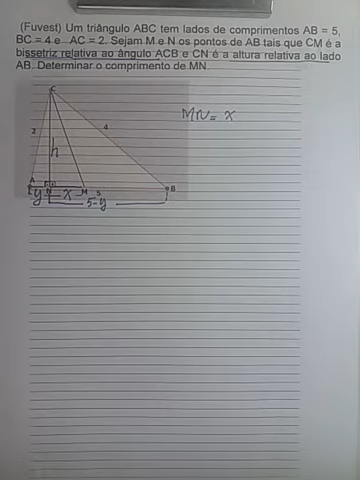 (Fuvest) Um triângulo ABC tem lados de comprimentos AB = 5,
BC = 4 e AC = 2. Sejam M e N os pontos de AB tais que CM é a
bissetriz relativa ao ângulo ACB e CN é a altura relativa ao lado
AB. Determinar o comprimento de MN
C
MN = x
2
4
h
A
N
M
5
B
y
x
5-y